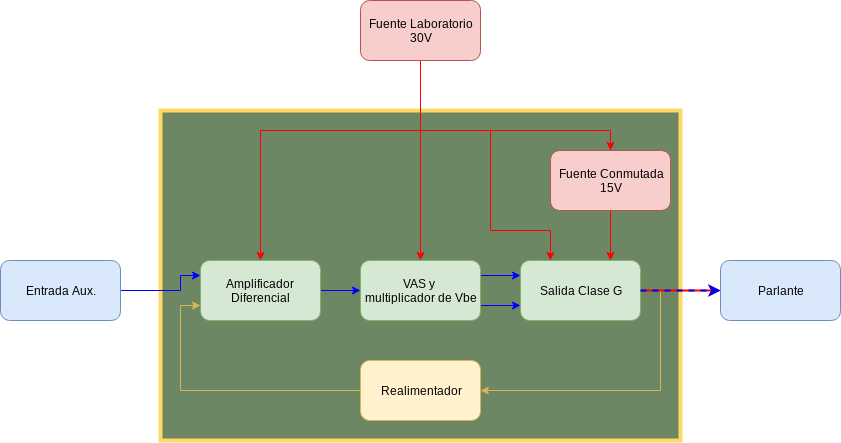 Fuente Laboratorio
30V
Fuente Conmutada
15V
Entrada Aux.
Amplificador
Diferencial
VAS y
multiplicador de Vbe
Salida Clase G
Parlante
Realimentador